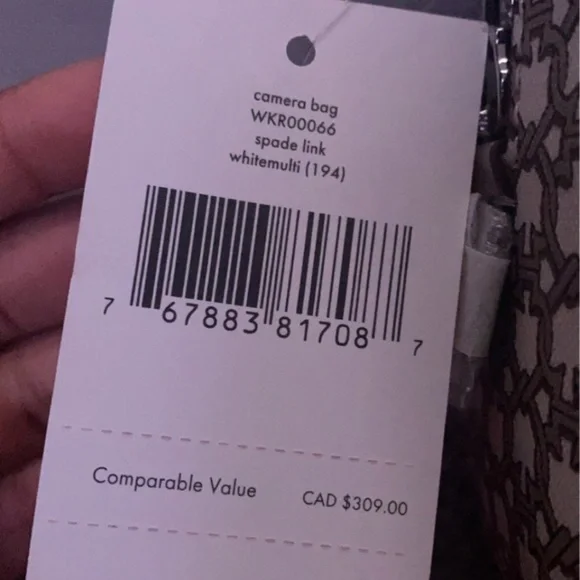 camera bag
WKR00066
spade link
whitemulti (194)
7 67883 81708 7
Comparable Value CAD $309.00